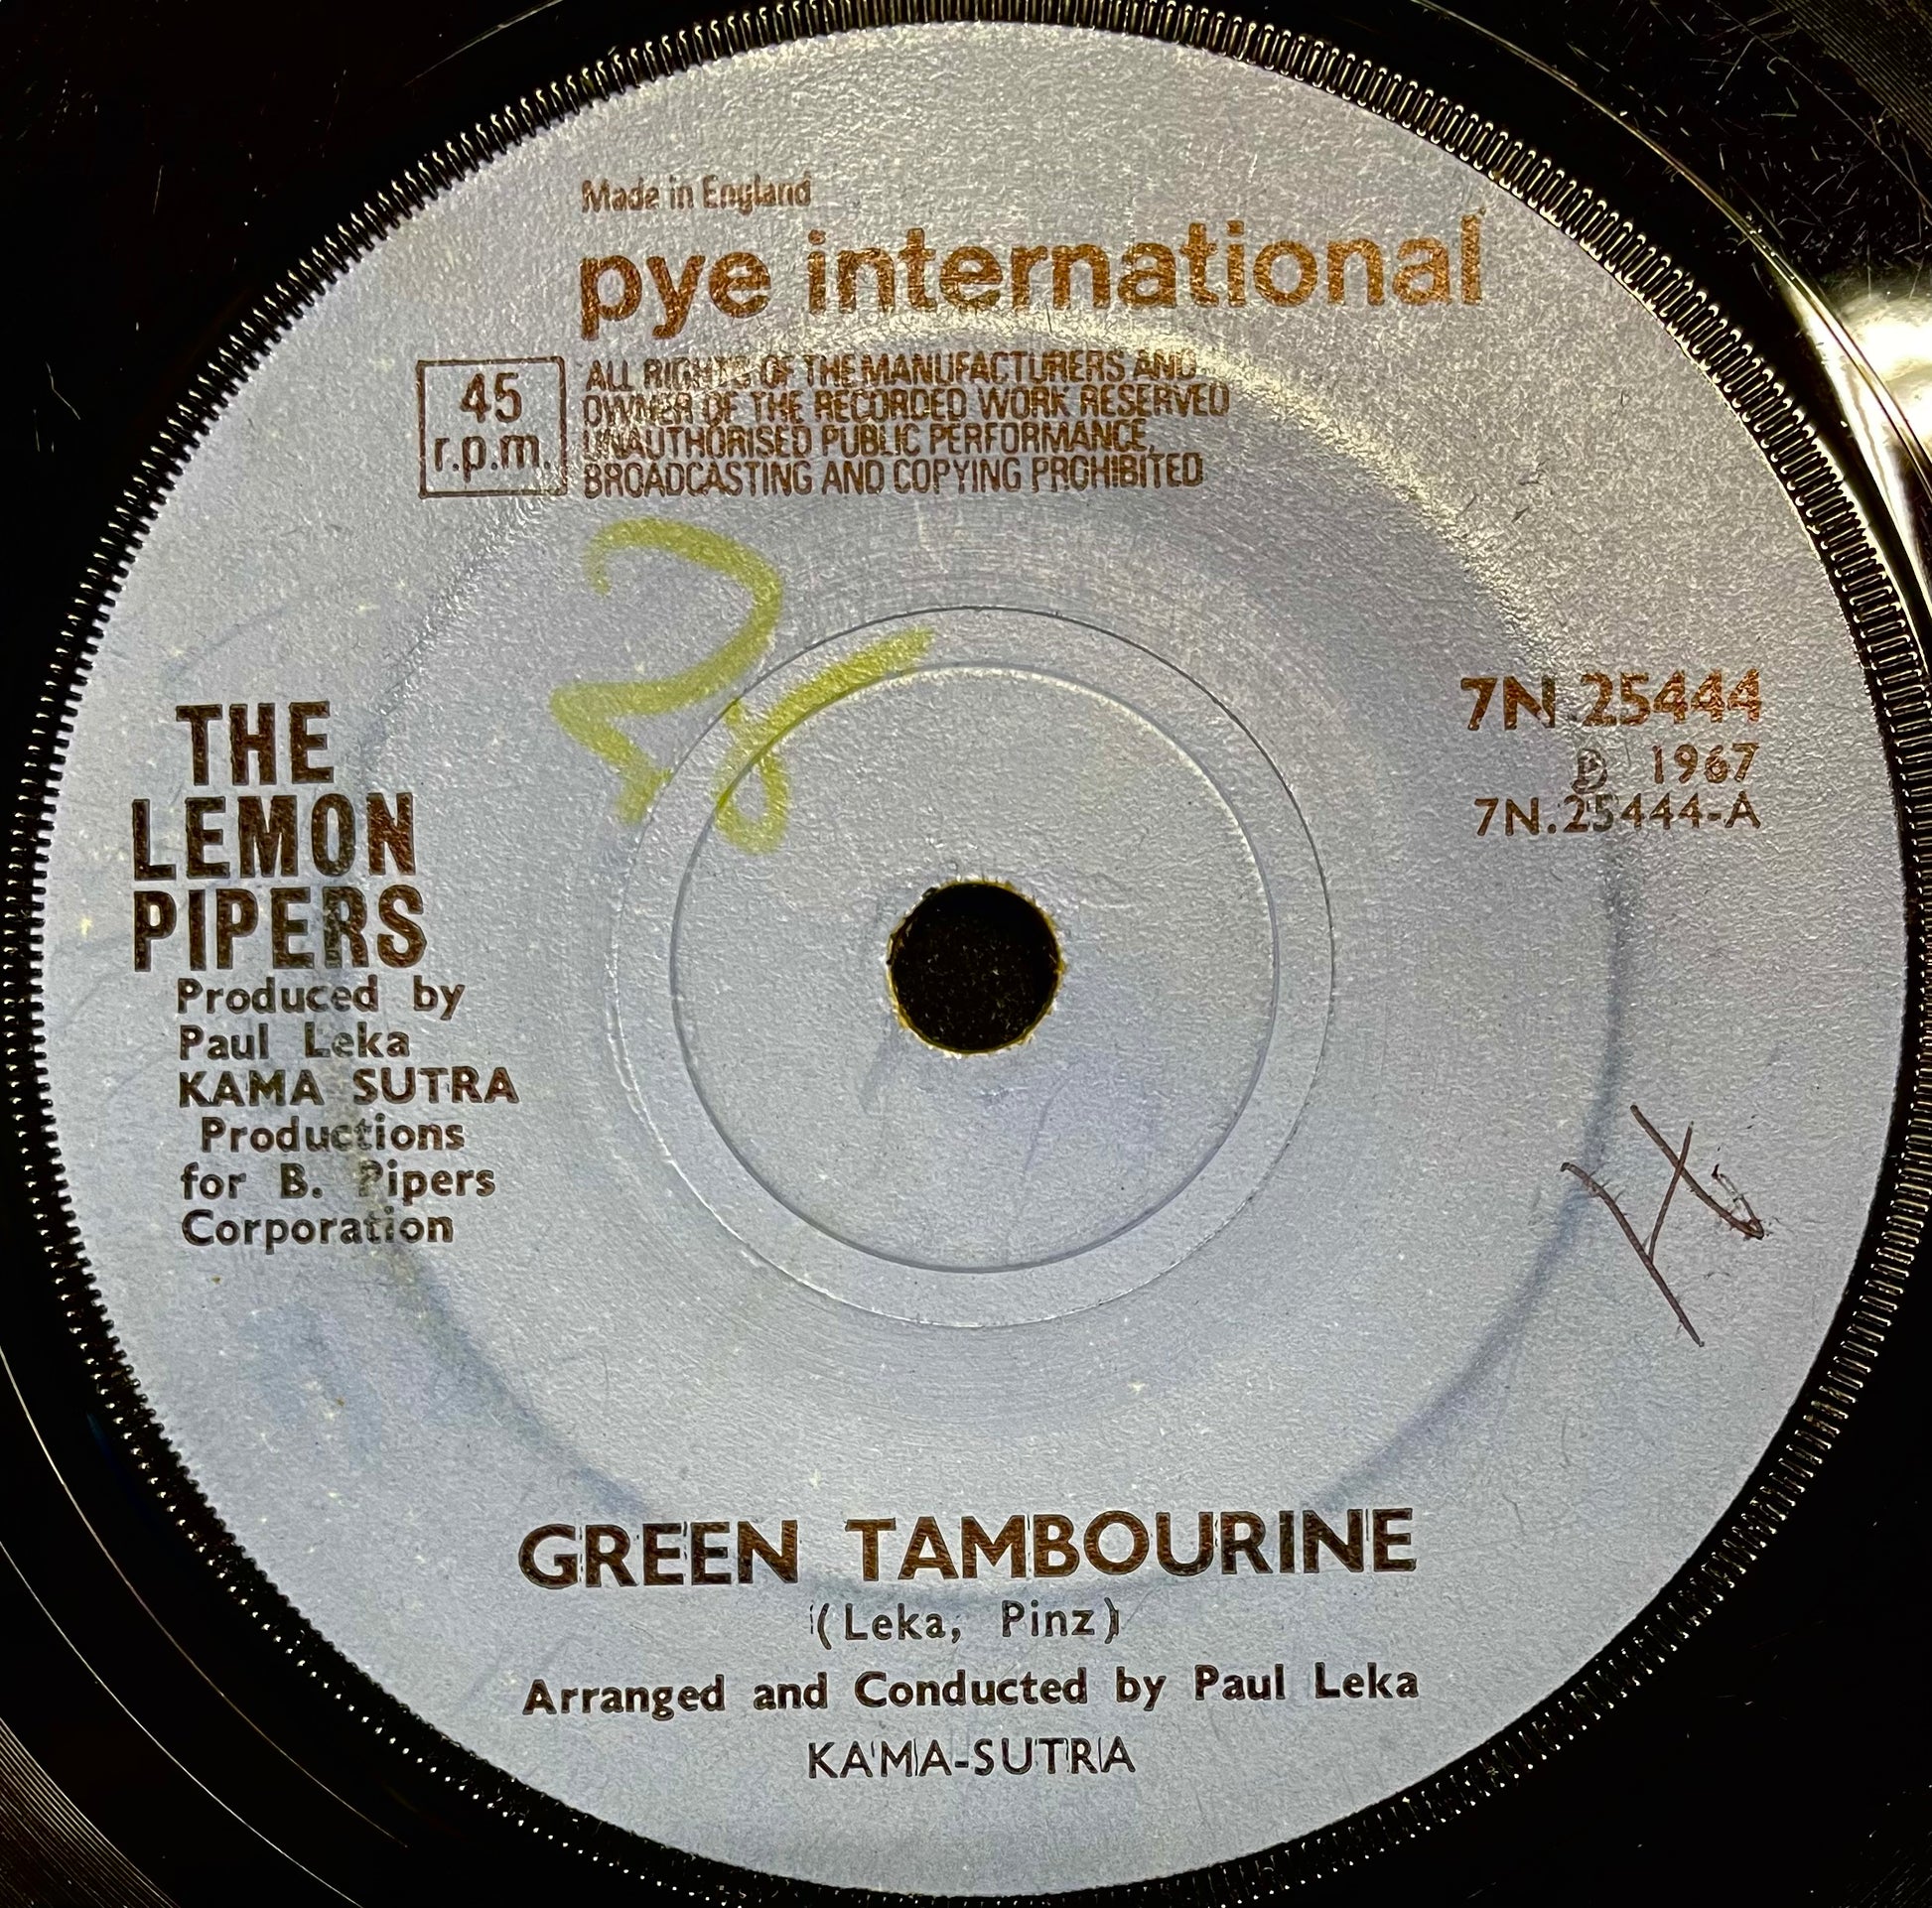 Made in England
pye international
45
r.p.m.
ALL RIGHTS OF THE MANUFACTURERS AND
OWNER OF THE RECORDED WORK RESERVED
UNAUTHORISED PUBLIC PERFORMANCE,
BROADCASTING AND COPYING PROHIBITED
THE
LEMON
PIPERS
Produced by
Paul Leka
KAMA SUTRA
Productions
for B. Pipers
Corporation
7N 25444
℗ 1967
7N.25444-A
GREEN TAMBOURINE
(Leka, Pinz)
Arranged and Conducted by Paul Leka
KAMA-SUTRA